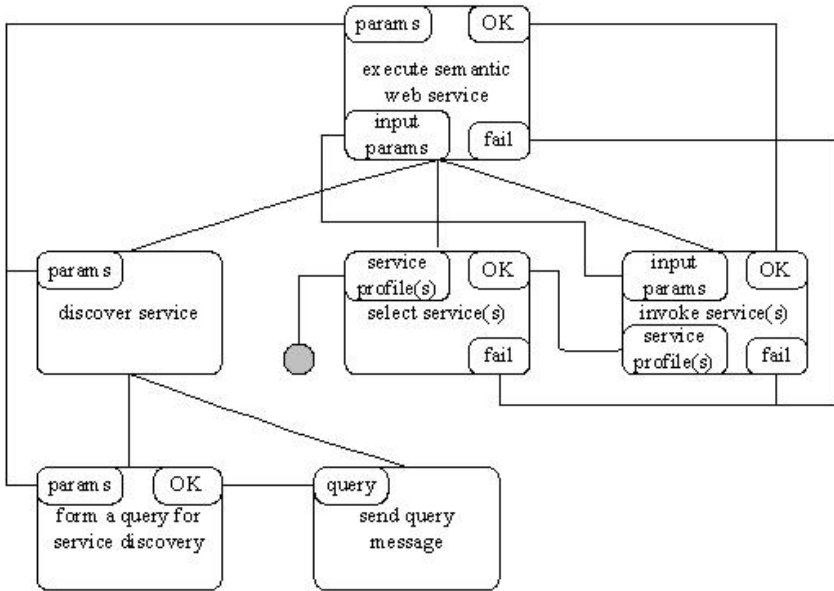 params
OK
execute semantic
web service
input
params
fail
params
discover service
service
profile(s)
OK
select service(s)
fail
input
params
OK
invoke service(s)
service
profile(s)
fail
params
OK
form a query for
service discovery
query
send query
message